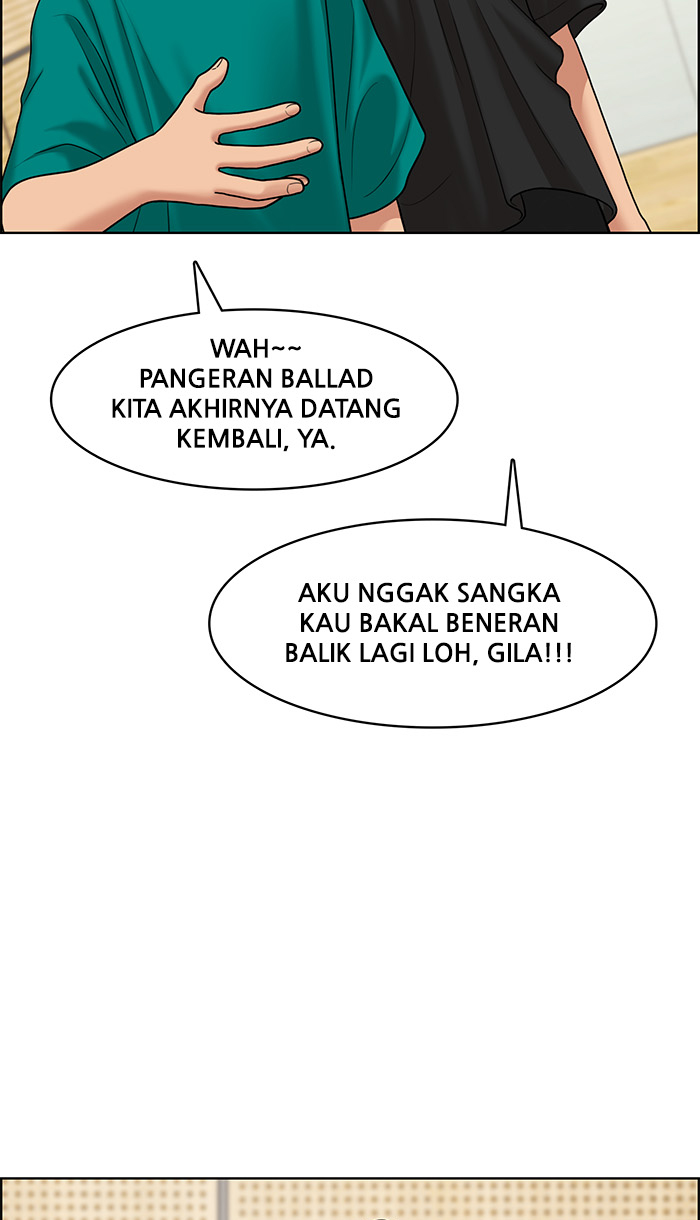 WAH~~
PANGERAN BALLAD
KITA AKHIRNYA DATANG
KEMBALI, YA.
AKU NGGAK SANGKA
KAU BAKAL BENERAN
BALIK LAGI LOH, GILA!!!